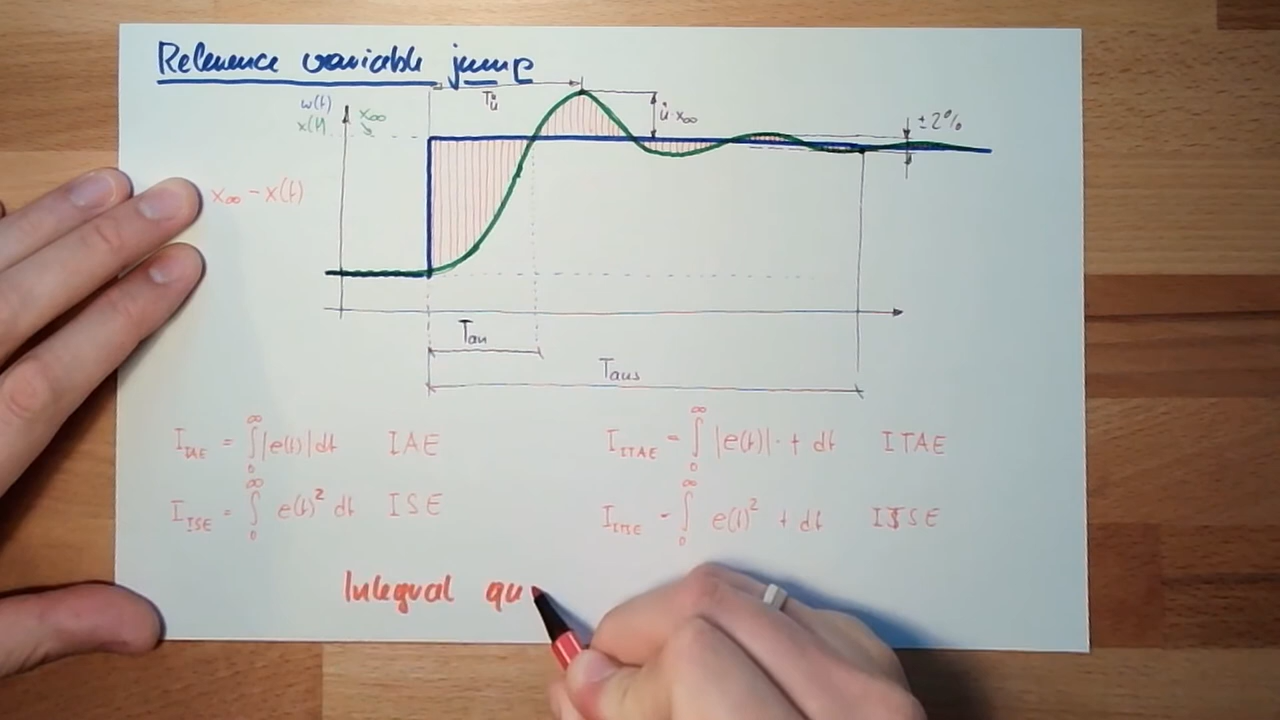 Reference variable jump
w(t)
x(t)
x∞
Tü
ü·x∞
±2%
x∞ − x(t)
Tan
Taus
I_IAE = ∫₀^∞ |e(t)| dt IAE
I_ITAE = ∫₀^∞ |e(t)| · t dt ITAE
I_ISE = ∫₀^∞ e(t)² dt ISE
I_ITSE = ∫₀^∞ e(t)² t dt ITSE
Integral qu